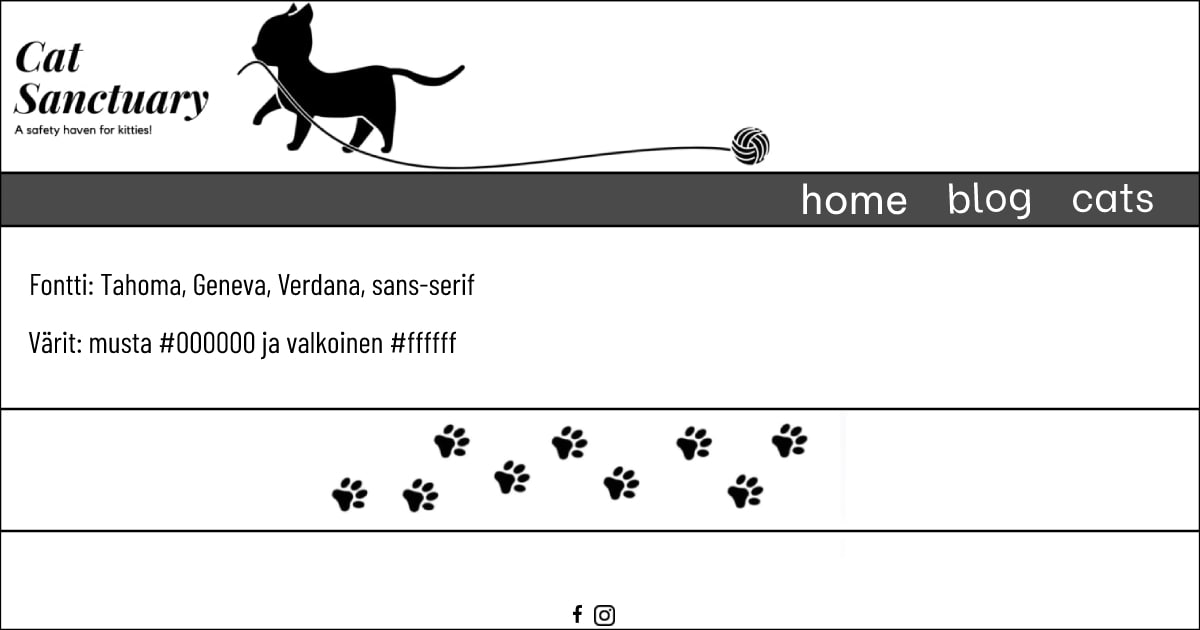 Cat
Sanctuary
A safety haven for kitties!
home blog cats
Fontti: Tahoma, Geneva, Verdana, sans-serif
Värit: musta #000000 ja valkoinen #ffffff